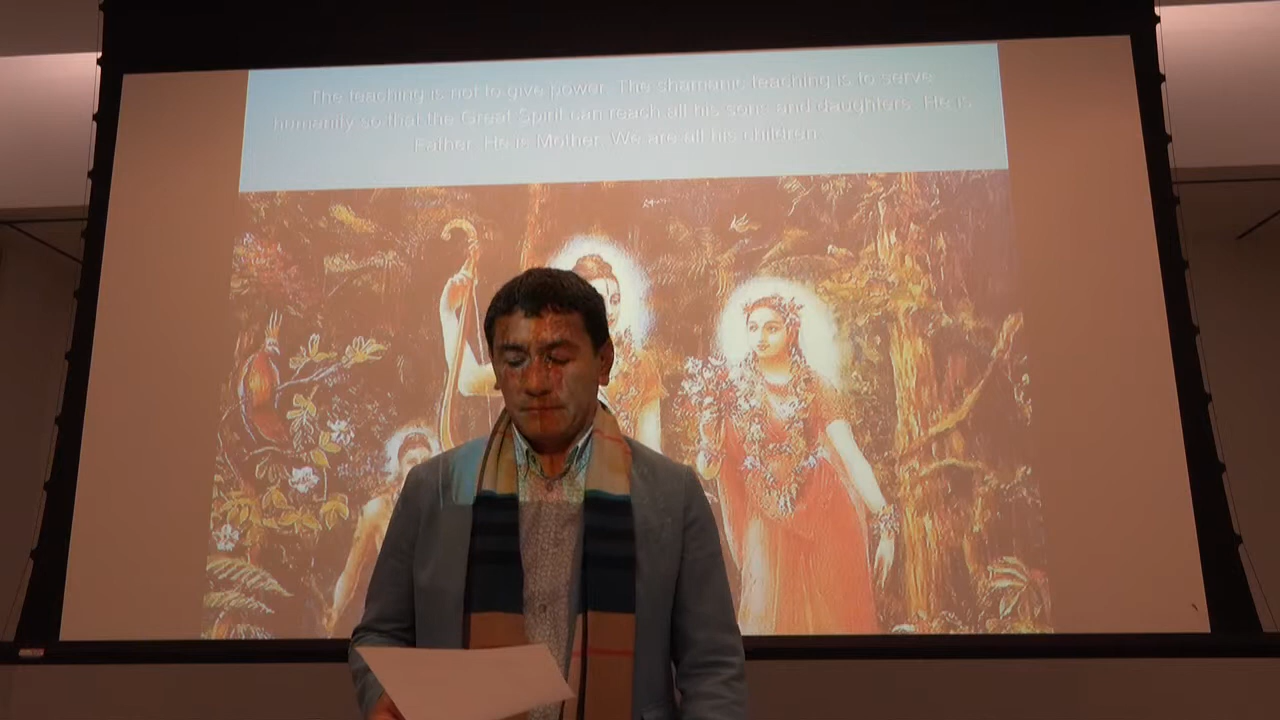 The teaching is not to give power. The shamanic teaching is to serve
humanity so that the Great Spirit can reach all his sons and daughters. He is
Father. He is Mother. We are all his children.